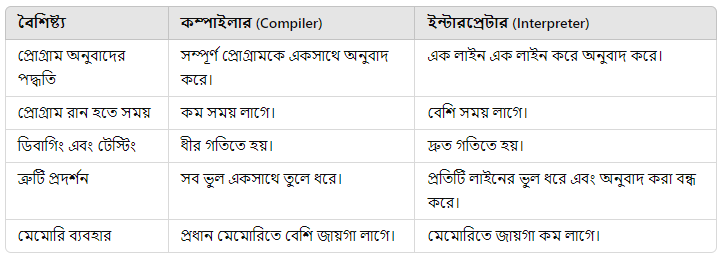 বৈশিষ্ট্য কম্পাইলার (Compiler) ইন্টারপ্রেটার (Interpreter)
প্রোগ্রাম অনুবাদের পদ্ধতি সম্পূর্ণ প্রোগ্রামকে একসাথে অনুবাদ করে। এক লাইন এক লাইন করে অনুবাদ করে।
প্রোগ্রাম রান হতে সময় কম সময় লাগে। বেশি সময় লাগে।
ডিবাগিং এবং টেস্টিং ধীর গতিতে হয়। দ্রুত গতিতে হয়।
ত্রুটি প্রদর্শন সব ভুল একসাথে তুলে ধরে। প্রতিটি লাইনের ভুল ধরে এবং অনুবাদ করা বন্ধ করে।
মেমোরি ব্যবহার প্রধান মেমোরিতে বেশি জায়গা লাগে। মেমোরিতে জায়গা কম লাগে।